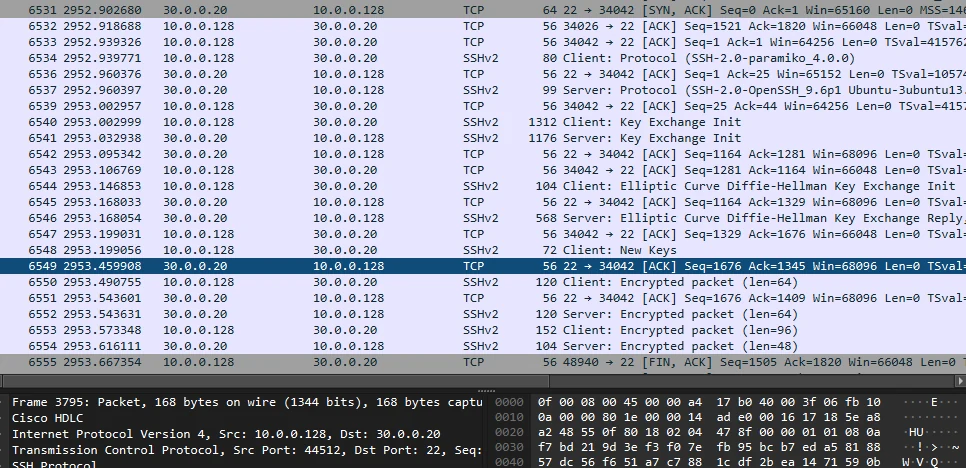 6531 2952.902680 30.0.0.20 10.0.0.128 TCP 64 22 → 34042 [SYN, ACK] Seq=0 Ack=1 Win=65160 Len=0 MSS=146
6532 2952.918688 10.0.0.128 30.0.0.20 TCP 56 34026 → 22 [ACK] Seq=1521 Ack=1820 Win=66048 Len=0 TSval=
6533 2952.939326 10.0.0.128 30.0.0.20 TCP 56 34042 → 22 [ACK] Seq=1 Ack=1 Win=64256 Len=0 TSval=415762
6534 2952.939771 10.0.0.128 30.0.0.20 SSHv2 80 Client: Protocol (SSH-2.0-paramiko_4.0.0)
6536 2952.960376 30.0.0.20 10.0.0.128 TCP 56 22 → 34042 [ACK] Seq=1 Ack=25 Win=65152 Len=0 TSval=10574
6537 2952.960397 30.0.0.20 10.0.0.128 SSHv2 99 Server: Protocol (SSH-2.0-OpenSSH_9.6p1 Ubuntu-3ubuntu13.
6539 2953.002957 10.0.0.128 30.0.0.20 TCP 56 34042 → 22 [ACK] Seq=25 Ack=44 Win=64256 Len=0 TSval=4157
6540 2953.002999 10.0.0.128 30.0.0.20 SSHv2 1312 Client: Key Exchange Init
6541 2953.032938 30.0.0.20 10.0.0.128 SSHv2 1176 Server: Key Exchange Init
6542 2953.095342 30.0.0.20 10.0.0.128 TCP 56 22 → 34042 [ACK] Seq=1164 Ack=1281 Win=68096 Len=0 TSval=
6543 2953.106769 10.0.0.128 30.0.0.20 TCP 56 34042 → 22 [ACK] Seq=1281 Ack=1164 Win=66048 Len=0 TSval=
6544 2953.146853 10.0.0.128 30.0.0.20 SSHv2 104 Client: Elliptic Curve Diffie-Hellman Key Exchange Init
6545 2953.168033 30.0.0.20 10.0.0.128 TCP 56 22 → 34042 [ACK] Seq=1164 Ack=1329 Win=68096 Len=0 TSval=
6546 2953.168054 30.0.0.20 10.0.0.128 SSHv2 568 Server: Elliptic Curve Diffie-Hellman Key Exchange Reply,
6547 2953.199031 10.0.0.128 30.0.0.20 TCP 56 34042 → 22 [ACK] Seq=1329 Ack=1676 Win=66048 Len=0 TSval=
6548 2953.199056 10.0.0.128 30.0.0.20 SSHv2 72 Client: New Keys
6549 2953.459908 30.0.0.20 10.0.0.128 TCP 56 22 → 34042 [ACK] Seq=1676 Ack=1345 Win=68096 Len=0 TSval=
6550 2953.490755 10.0.0.128 30.0.0.20 SSHv2 120 Client: Encrypted packet (len=64)
6551 2953.543601 30.0.0.20 10.0.0.128 TCP 56 22 → 34042 [ACK] Seq=1676 Ack=1409 Win=68096 Len=0 TSval=
6552 2953.543631 30.0.0.20 10.0.0.128 SSHv2 120 Server: Encrypted packet (len=64)
6553 2953.573348 10.0.0.128 30.0.0.20 SSHv2 152 Client: Encrypted packet (len=96)
6554 2953.616111 30.0.0.20 10.0.0.128 SSHv2 104 Server: Encrypted packet (len=48)
6555 2953.667354 10.0.0.128 30.0.0.20 TCP 56 48940 → 22 [FIN, ACK] Seq=1505 Ack=1820 Win=66048 Len=0 T
Frame 3795: Packet, 168 bytes on wire (1344 bits), 168 bytes captu
Cisco HDLC
Internet Protocol Version 4, Src: 10.0.0.128, Dst: 30.0.0.20
Transmission Control Protocol, Src Port: 44512, Dst Port: 22, Seq:
SSH Protocol
0000 0f 00 08 00 45 00 00 a4 17 b0 40 00 3f 06 fb 10 ····E···
0010 0a 00 00 80 1e 00 00 14 ad e0 00 16 17 18 5e a8 ········
0020 a2 48 55 0f 80 18 02 04 47 8f 00 00 01 01 08 0a ·HU·····
0030 f7 bd 21 9d 3e f3 f0 7e fb 95 bc b7 ed a5 81 88 ··!·>··~
0040 57 dc 56 f6 51 a7 c7 88 1c df 2b ea 14 71 59 0b W·V·Q···